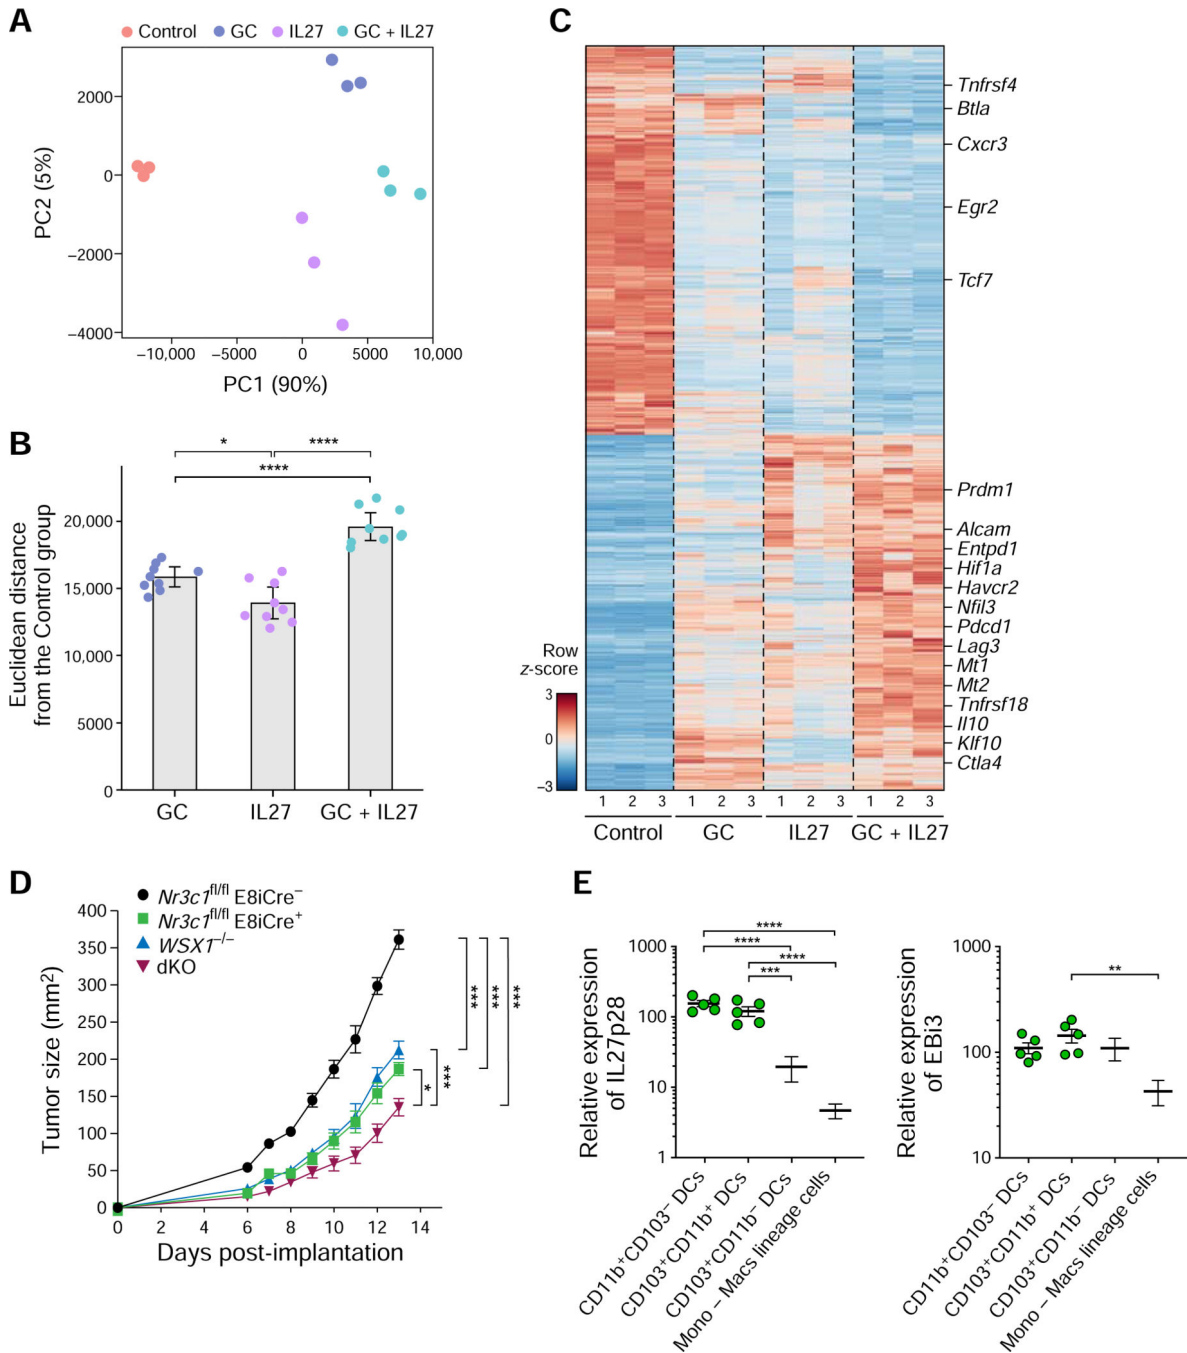 A
Control GC IL27 GC + IL27
PC2 (5%)
2000
0
−2000
−4000
−10,000 −5000 0 5000 10,000
PC1 (90%)
B
* ****
****
Euclidean distance
from the Control group
20,000
15,000
10,000
5000
0
GC IL27 GC + IL27
C
Tnfrsf4
Btla
Cxcr3
Egr2
Tcf7
Prdm1
Alcam
Entpd1
Hif1a
Havcr2
Nfil3
Pdcd1
Lag3
Mt1
Mt2
Tnfrsf18
Il10
Klf10
Ctla4
Row
z-score
3
0
−3
1 2 3 1 2 3 1 2 3 1 2 3
Control GC IL27 GC + IL27
D
Nr3c1fl/fl E8iCre−
Nr3c1fl/fl E8iCre+
WSX1−/−
dKO
Tumor size (mm2)
400
350
300
250
200
150
100
50
0
*** *** ***
* ***
0 2 4 6 8 10 12 14
Days post-implantation
E
Relative expression
of IL27p28
1000
100
10
1
****
****
****
***
CD11b+CD103− DCs
CD103+CD11b+ DCs
CD103+CD11b− DCs
Mono – Macs lineage cells
Relative expression
of EBi3
1000
100
10
**
CD11b+CD103− DCs
CD103+CD11b+ DCs
CD103+CD11b− DCs
Mono – Macs lineage cells